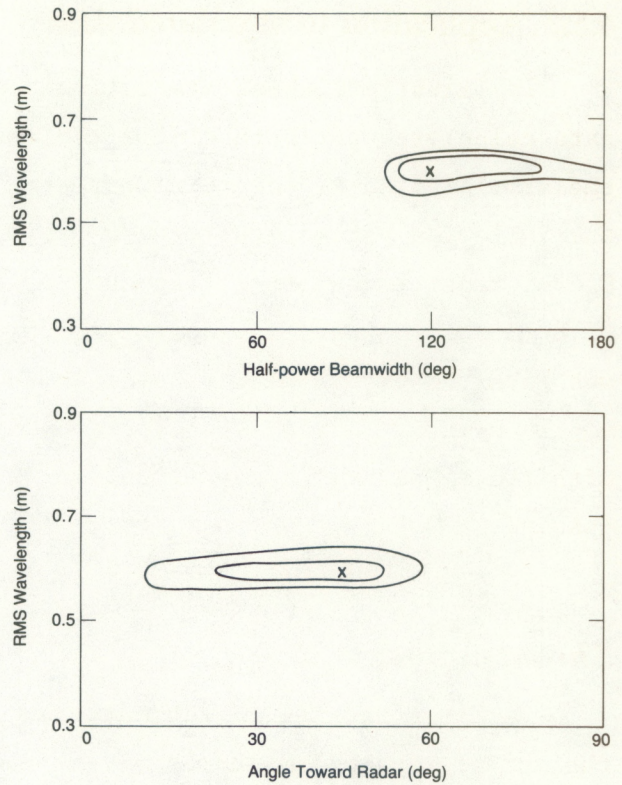 0.9
0.7
0.5
0.3
RMS Wavelength (m)
X
0 60 120 180
Half-power Beamwidth (deg)
0.9
0.7
0.5
0.3
RMS Wavelength (m)
X
0 30 60 90
Angle Toward Radar (deg)